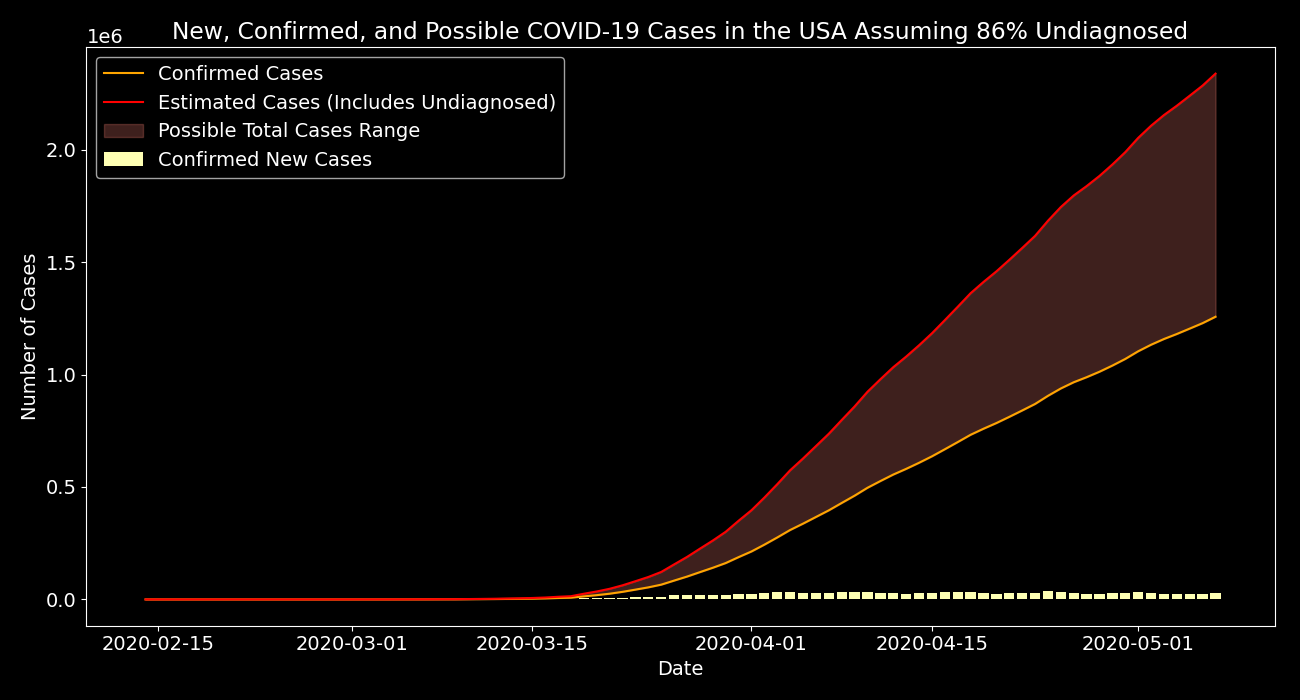 New, Confirmed, and Possible COVID-19 Cases in the USA Assuming 86% Undiagnosed
1e6
Confirmed Cases
Estimated Cases (Includes Undiagnosed)
Possible Total Cases Range
Confirmed New Cases
Number of Cases
2.0
1.5
1.0
0.5
0.0
2020-02-15 2020-03-01 2020-03-15 2020-04-01 2020-04-15 2020-05-01
Date